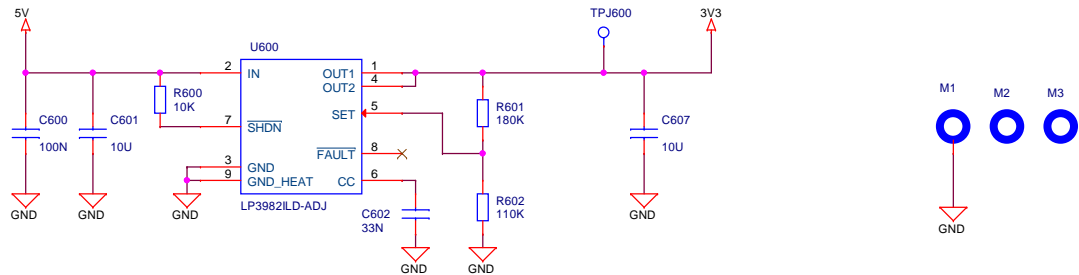 5V
TPJ600
3V3
U600
2
IN
OUT1
1
OUT2
4
R600
10K
SET
5
R601
180K
M1
M2
M3
C600
100N
C601
10U
7
SHDN
C607
10U
FAULT
8
3
GND
9
GND_HEAT
CC
6
LP3982ILD-ADJ
C602
33N
R602
110K
GND
GND
GND
GND
GND
GND
GND